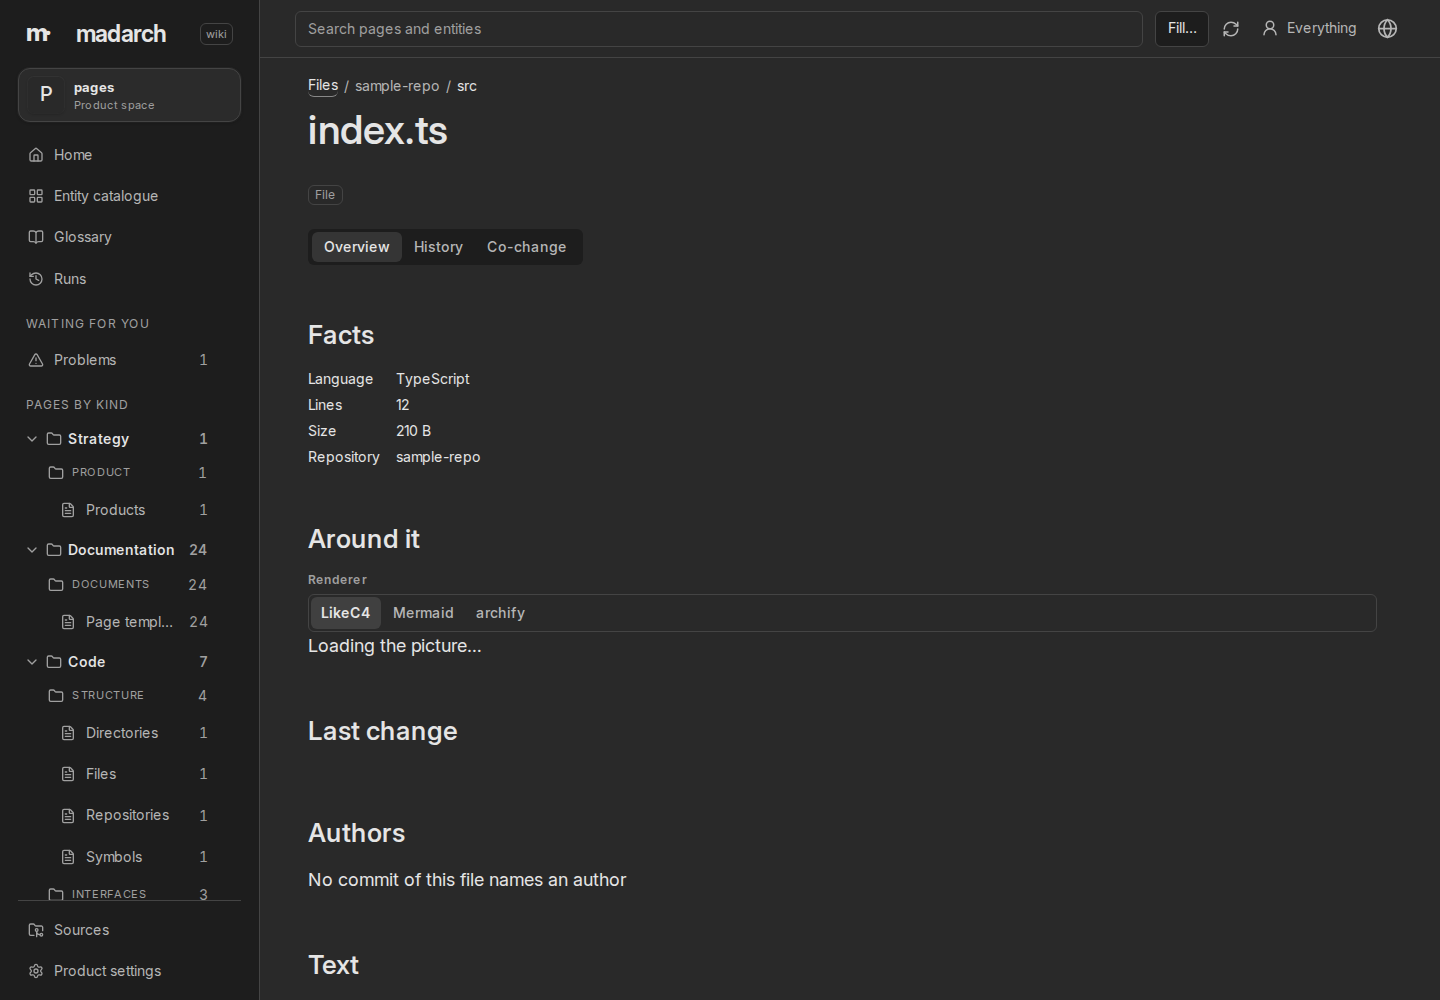 m· madarch wiki
P pages
Product space
Home
Entity catalogue
Glossary
Runs
WAITING FOR YOU
Problems 1
PAGES BY KIND
Strategy 1
PRODUCT 1
Products 1
Documentation 24
DOCUMENTS 24
Page templ... 24
Code 7
STRUCTURE 4
Directories 1
Files 1
Repositories 1
Symbols 1
INTERFACES 3
Sources
Product settings
Search pages and entities
Fill...
Everything
Files / sample-repo / src
index.ts
File
Overview History Co-change
Facts
Language TypeScript
Lines 12
Size 210 B
Repository sample-repo
Around it
Renderer
LikeC4 Mermaid archify
Loading the picture...
Last change
Authors
No commit of this file names an author
Text